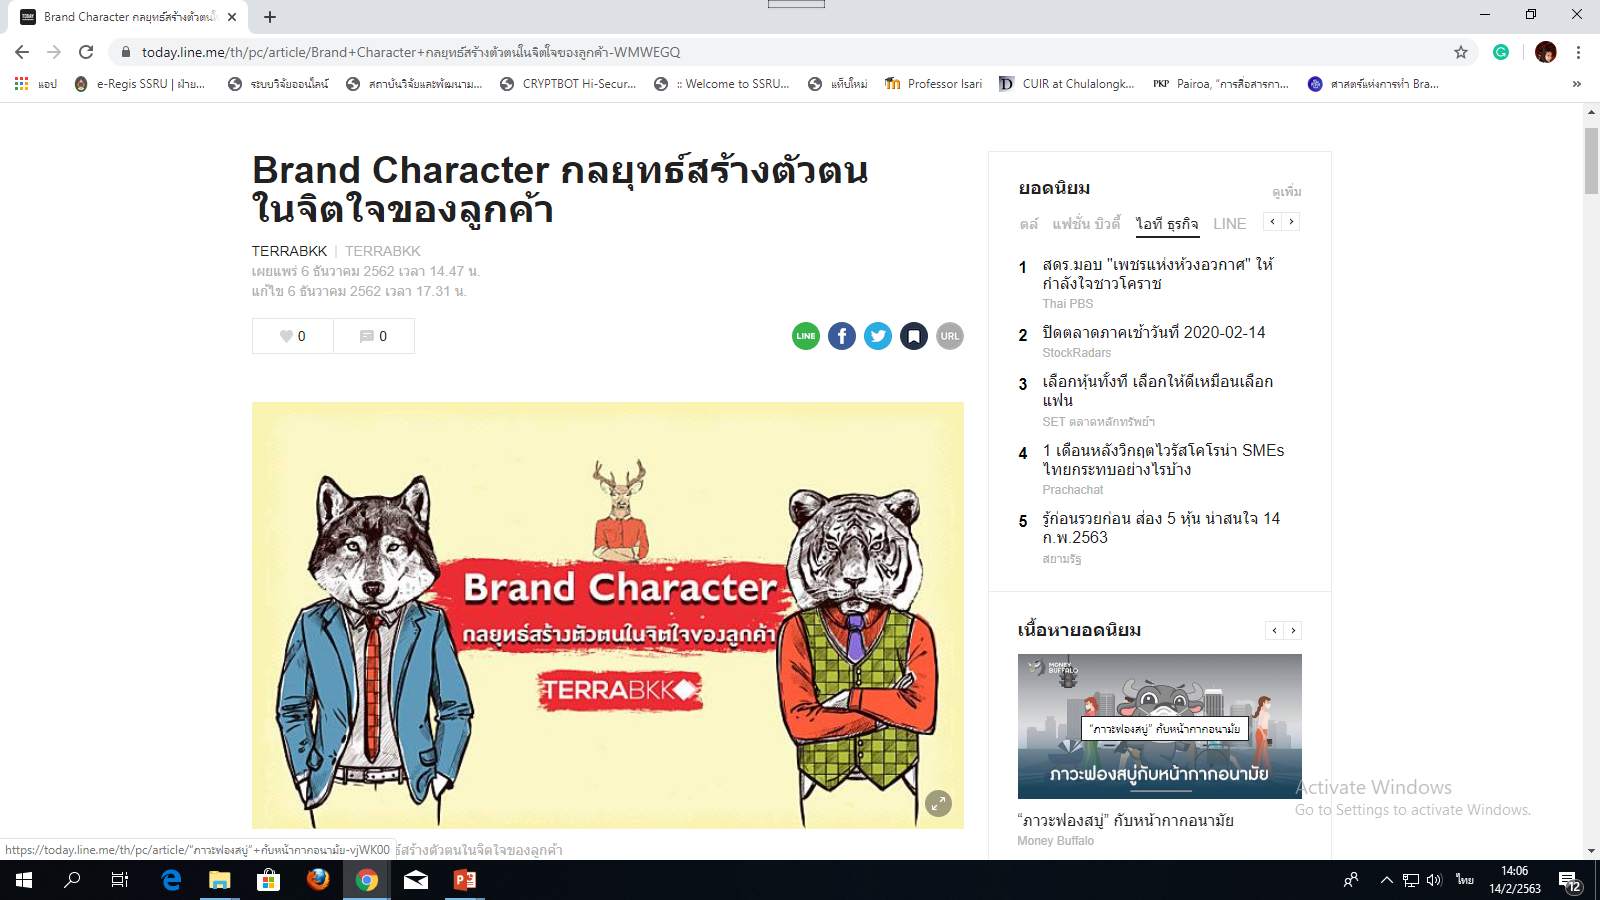 Brand Character กลยุทธ์สร้างตัวตนใ
today.line.me/th/pc/article/Brand+Character+กลยุทธ์สร้างตัวตนในจิตใจของลูกค้า-WMWEGQ
แอป
e-Regis SSRU | ฝ่าย...
ระบบวิจัยออนไลน์
สถาบันวิจัยและพัฒนาม...
CRYPTBOT Hi-Secur...
:: Welcome to SSRU...
แท็บใหม่
Professor Isari
CUIR at Chulalongk...
PKP Pairoa, "การสื่อสารกา...
ศาสตร์แห่งการทำ Bra...
Brand Character กลยุทธ์สร้างตัวตน
ในจิตใจของลูกค้า
TERRABKK | TERRABKK
เผยแพร่ 6 ธันวาคม 2562 เวลา 14.47 น.
แก้ไข 6 ธันวาคม 2562 เวลา 17.31 น.
0
0
LINE
URL
Brand Character
กลยุทธ์สร้างตัวตนในจิตใจของลูกค้า
TERRABKK
ยอดนิยม
ดูเพิ่ม
ตล์ แฟชั่น บิวตี้ ไอที ธุรกิจ LINE
1 สดร.มอบ "เพชรแห่งห้วงอวกาศ" ให้
กำลังใจชาวโคราช
Thai PBS
2 ปิดตลาดภาคเช้าวันที่ 2020-02-14
StockRadars
3 เลือกหุ้นทั้งที เลือกให้ดีเหมือนเลือก
แฟน
SET ตลาดหลักทรัพย์ฯ
4 1 เดือนหลังวิกฤตไวรัสโคโรน่า SMEs
ไทยกระทบอย่างไรบ้าง
Prachachat
5 รู้ก่อนรวยก่อน ส่อง 5 หุ้น น่าสนใจ 14
ก.พ.2563
สยามรัฐ
เนื้อหายอดนิยม
MONEY
BUFFALO
"ภาวะฟองสบู่" กับหน้ากากอนามัย
ภาวะฟองสบู่กับหน้ากากอนามัย
"ภาวะฟองสบู่" กับหน้ากากอนามัย
Money Buffalo
Activate Windows
Go to Settings to activate Windows.
https://today.line.me/th/pc/article/"ภาวะฟองสบู่"+กับหน้ากากอนามัย-vjWK00
ธ์สร้างตัวตนในจิตใจของลูกค้า
ไทย
14:06
14/2/2563
12